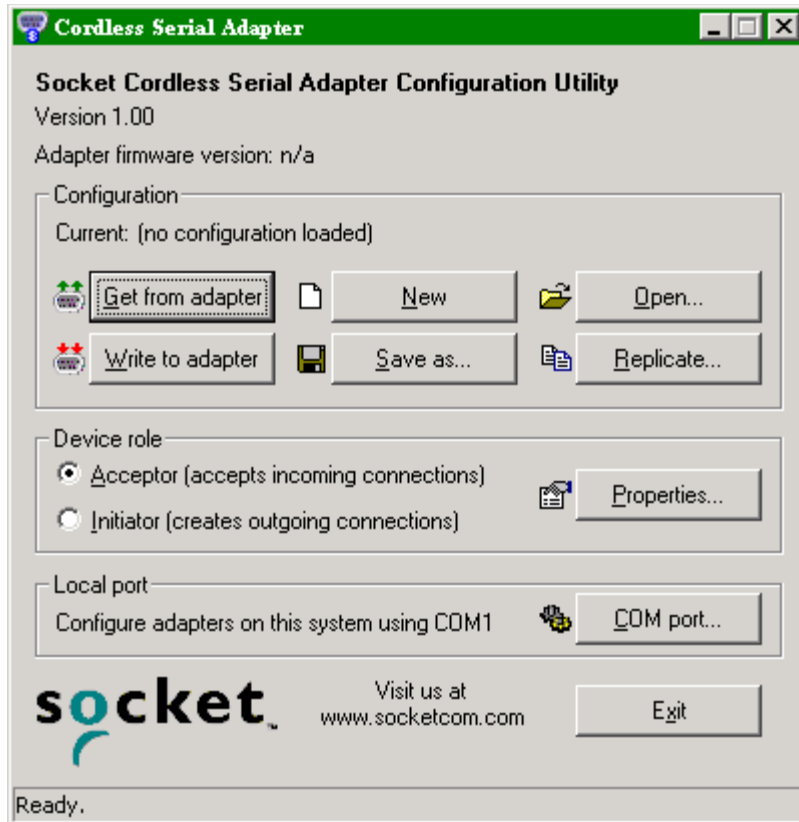 Cordless Serial Adapter
Socket Cordless Serial Adapter Configuration Utility
Version 1.00
Adapter firmware version: n/a
Configuration
Current: (no configuration loaded)
Get from adapter
New
Open...
Write to adapter
Save as...
Replicate...
Device role
Acceptor (accepts incoming connections)
Initiator (creates outgoing connections)
Properties...
Local port
Configure adapters on this system using COM1
COM port...
socket™
Visit us at
www.socketcom.com
Exit
Ready.